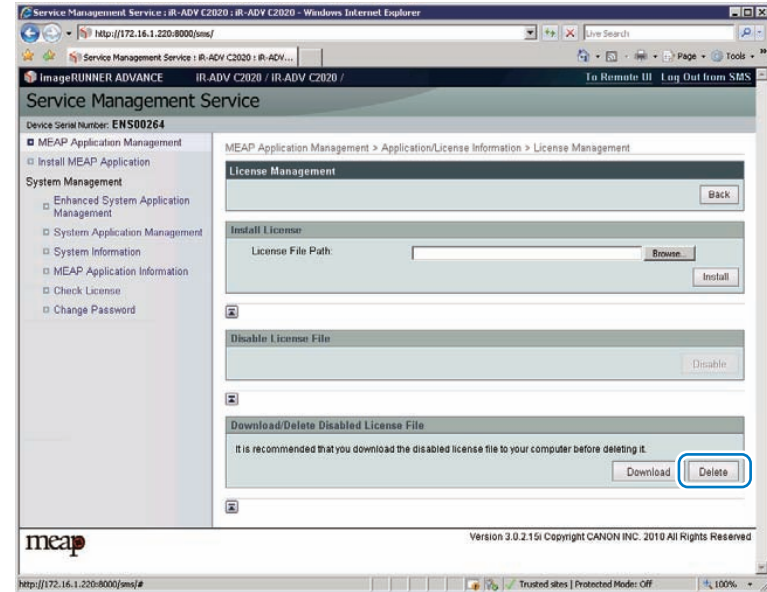 Service Management Service : iR-ADV C2020 : iR-ADV C2020 - Windows Internet Explorer
http://172.16.1.220:8000/sms/
Live Search
Service Management Service : iR-ADV C2020 : iR-ADV...
Page
Tools
imageRUNNER ADVANCE iR-ADV C2020 / iR-ADV C2020 /
To Remote UI Log Out from SMS
Service Management Service
Device Serial Number: ENS00264
MEAP Application Management
Install MEAP Application
System Management
Enhanced System Application
Management
System Application Management
System Information
MEAP Application Information
Check License
Change Password
MEAP Application Management > Application/License Information > License Management
License Management
Back
Install License
License File Path:
Browse...
Install
Disable License File
Disable
Download/Delete Disabled License File
It is recommended that you download the disabled license file to your computer before deleting it.
Download Delete
meap
Version 3.0.2.15i Copyright CANON INC. 2010 All Rights Reserved
http://172.16.1.220:8000/sms/#
Trusted sites | Protected Mode: Off
100%